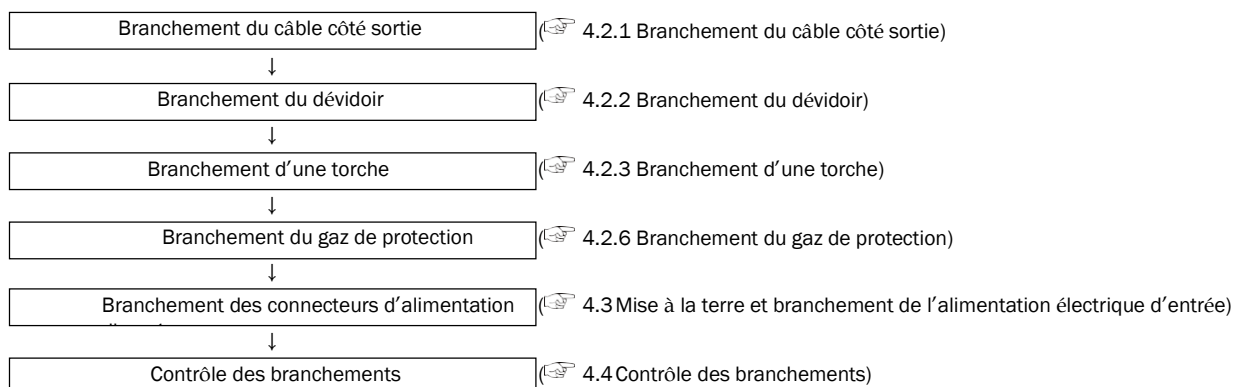 Branchement du câble côté sortie (☞ 4.2.1 Branchement du câble côté sortie)
↓
Branchement du dévidoir (☞ 4.2.2 Branchement du dévidoir)
↓
Branchement d’une torche (☞ 4.2.3 Branchement d’une torche)
↓
Branchement du gaz de protection (☞ 4.2.6 Branchement du gaz de protection)
↓
Branchement des connecteurs d’alimentation (☞ 4.3 Mise à la terre et branchement de l’alimentation électrique d’entrée)
↓
Contrôle des branchements (☞ 4.4 Contrôle des branchements)